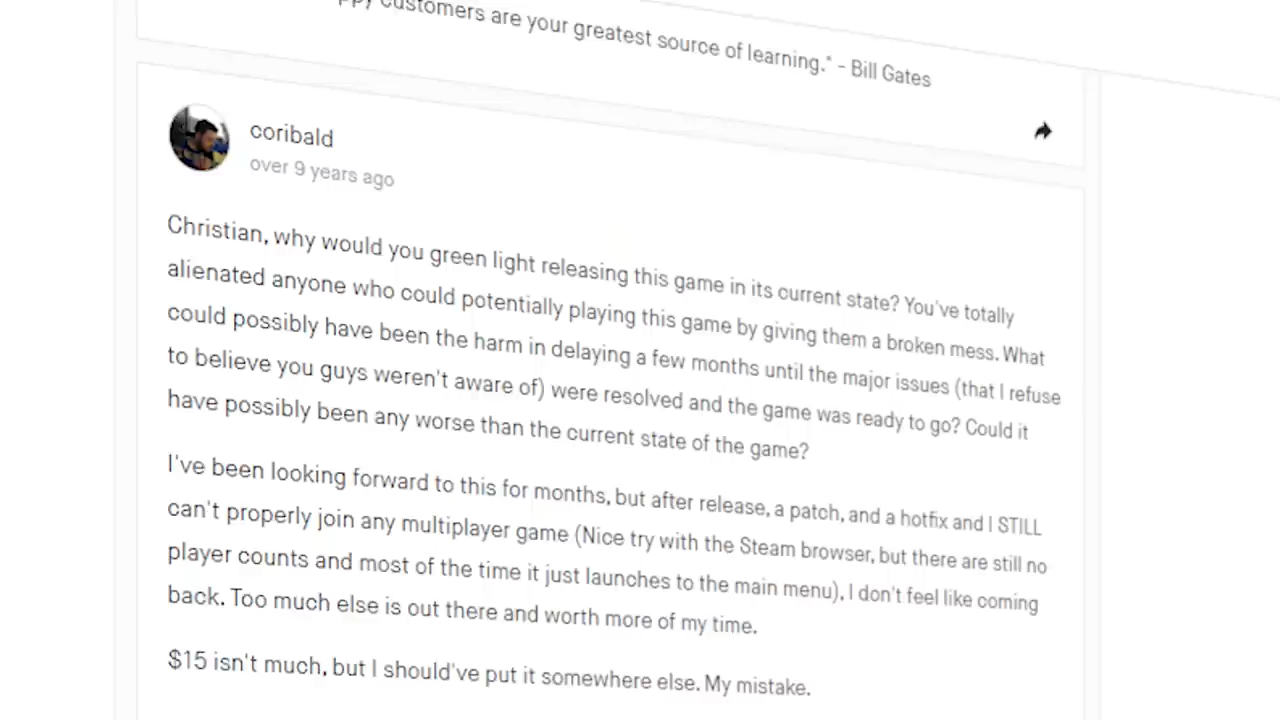 customers are your greatest source of learning." - Bill Gates
coribald
over 9 years ago
Christian, why would you green light releasing this game in its current state? You've totally
alienated anyone who could potentially playing this game by giving them a broken mess. What
could possibly have been the harm in delaying a few months until the major issues (that I refuse
to believe you guys weren't aware of) were resolved and the game was ready to go? Could it
have possibly been any worse than the current state of the game?
I've been looking forward to this for months, but after release, a patch, and a hotfix and I STILL
can't properly join any multiplayer game (Nice try with the Steam browser, but there are still no
player counts and most of the time it just launches to the main menu), I don't feel like coming
back. Too much else is out there and worth more of my time.
$15 isn't much, but I should've put it somewhere else. My mistake.